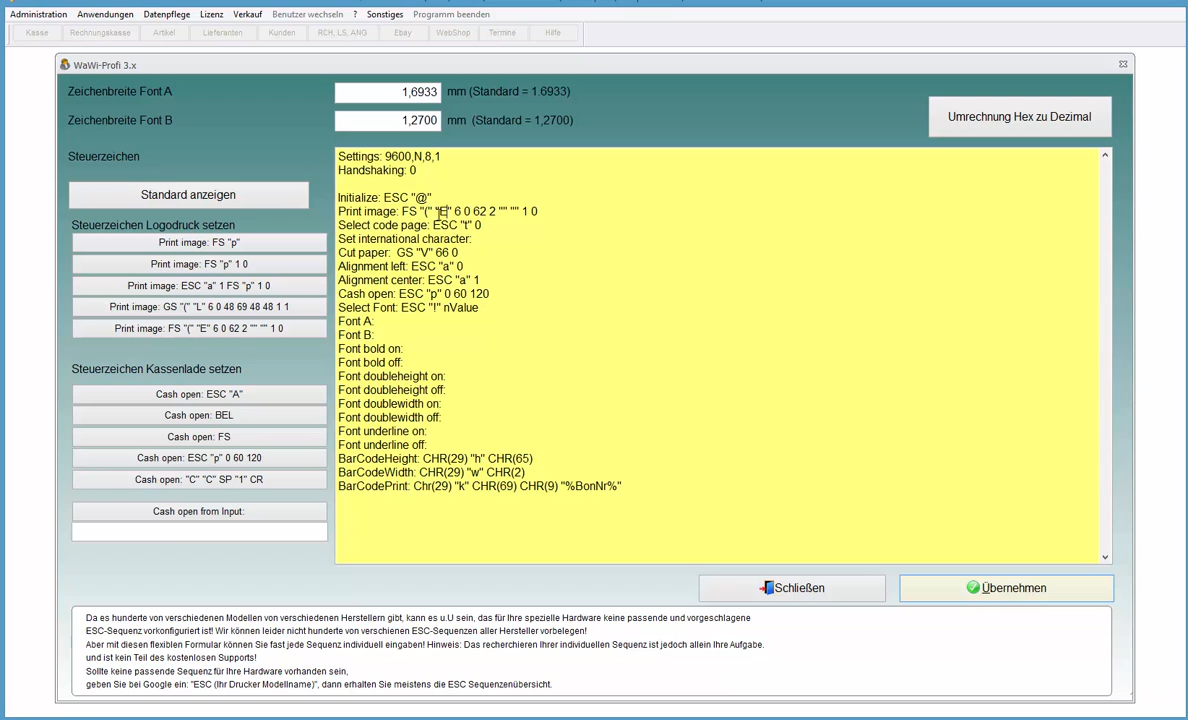 Administration Anwendungen Datenpflege Lizenz Verkauf Benutzer wechseln ? Sonstiges Programm beenden
Kasse Rechnungskasse Artikel Lieferanten Kunden RCH, LS, ANG Ebay WebShop Termine Hilfe
WaWi-Profi 3.x
Zeichenbreite Font A 1,6933 mm (Standard = 1.6933)
Zeichenbreite Font B 1,2700 mm (Standard = 1,2700)
Umrechnung Hex zu Dezimal
Steuerzeichen
Standard anzeigen
Steuerzeichen Logodruck setzen
Print image: FS "p"
Print image: FS "p" 1 0
Print image: ESC "a" 1 FS "p" 1 0
Print image: GS "(" "L" 6 0 48 69 48 48 1 1
Print image: FS "(" "E" 6 0 62 2 "" "" 1 0
Steuerzeichen Kassenlade setzen
Cash open: ESC "A"
Cash open: BEL
Cash open: FS
Cash open: ESC "p" 0 60 120
Cash open: "C" "C" SP "1" CR
Cash open from Input:
Settings: 9600,N,8,1
Handshaking: 0
Initialize: ESC "@"
Print image: FS "(" "E" 6 0 62 2 "" "" 1 0
Select code page: ESC "t" 0
Set international character:
Cut paper: GS "V" 66 0
Alignment left: ESC "a" 0
Alignment center: ESC "a" 1
Cash open: ESC "p" 0 60 120
Select Font: ESC "!" nValue
Font A:
Font B:
Font bold on:
Font bold off:
Font doubleheight on:
Font doubleheight off:
Font doublewidth on:
Font doublewidth off:
Font underline on:
Font underline off:
BarCodeHeight: CHR(29) "h" CHR(65)
BarCodeWidth: CHR(29) "w" CHR(2)
BarCodePrint: Chr(29) "k" CHR(69) CHR(9) "%BonNr%"
Schließen Übernehmen
Da es hunderte von verschiedenen Modellen von verschiedenen Herstellern gibt, kann es u.U sein, das für Ihre spezielle Hardware keine passende und vorgeschlagene
ESC-Sequenz vorkonfiguriert ist! Wir können leider nicht hunderte von verschienen ESC-Sequenzen aller Hersteller vorbelegen!
Aber mit diesen flexiblen Formular können Sie fast jede Sequenz individuell eingeben! Hinweis: Das recherieren Ihrer individuellen Sequenz ist jedoch allein Ihre Aufgabe.
und ist kein Teil des kostenlosen Supports!
Sollte keine passende Sequenz für Ihre Hardware vorhanden sein,
geben Sie bei Google ein: "ESC (Ihr Drucker Modellname)", dann erhalten Sie meistens die ESC Sequenzenübersicht.